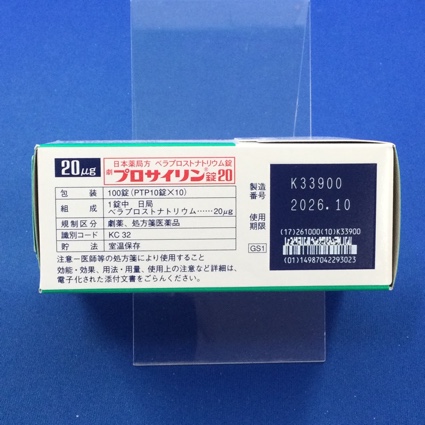 20μg
日本薬局方 ベラプロストナトリウム錠
劇 プロサイリン®錠20
包装 100錠(PTP10錠×10)
組成 1錠中 日局
ベラプロストナトリウム……20μg
規制区分 劇薬、処方箋医薬品
識別コード KC 32
貯法 室温保存
注意－医師等の処方箋により使用すること
効能・効果、用法・用量、使用上の注意など詳細は、
電子化された添付文書をごらんください。
製造番号 K33900
使用期限 2026.10
(17)261000(10)K33900
GS1
(01)14987042293023